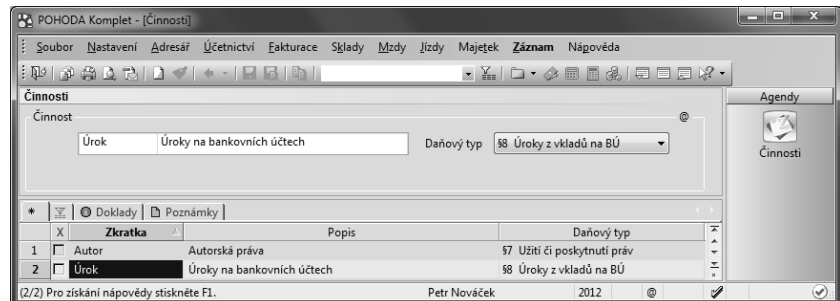 POHODA Komplet - [Činnosti]
Soubor Nastavení Adresář Účetnictví Fakturace Sklady Mzdy Jízdy Majetek Záznam Nápověda
Činnosti
Agendy
Činnost @
Úrok Úroky na bankovních účtech Daňový typ §8 Úroky z vkladů na BÚ
Činnosti
* Doklady Poznámky
X Zkratka Popis Daňový typ
1 Autor Autorská práva §7 Užití či poskytnutí práv
2 Úrok Úroky na bankovních účtech §8 Úroky z vkladů na BÚ
(2/2) Pro získání nápovědy stiskněte F1. Petr Nováček 2012 @